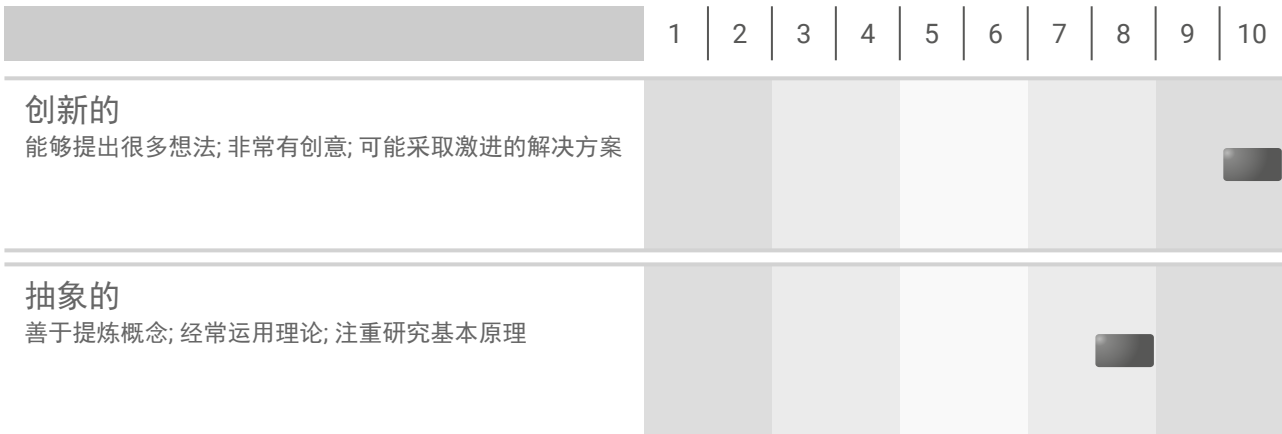 1 2 3 4 5 6 7 8 9 10
创新的
能够提出很多想法; 非常有创意; 可能采取激进的解决方案
抽象的
善于提炼概念; 经常运用理论; 注重研究基本原理